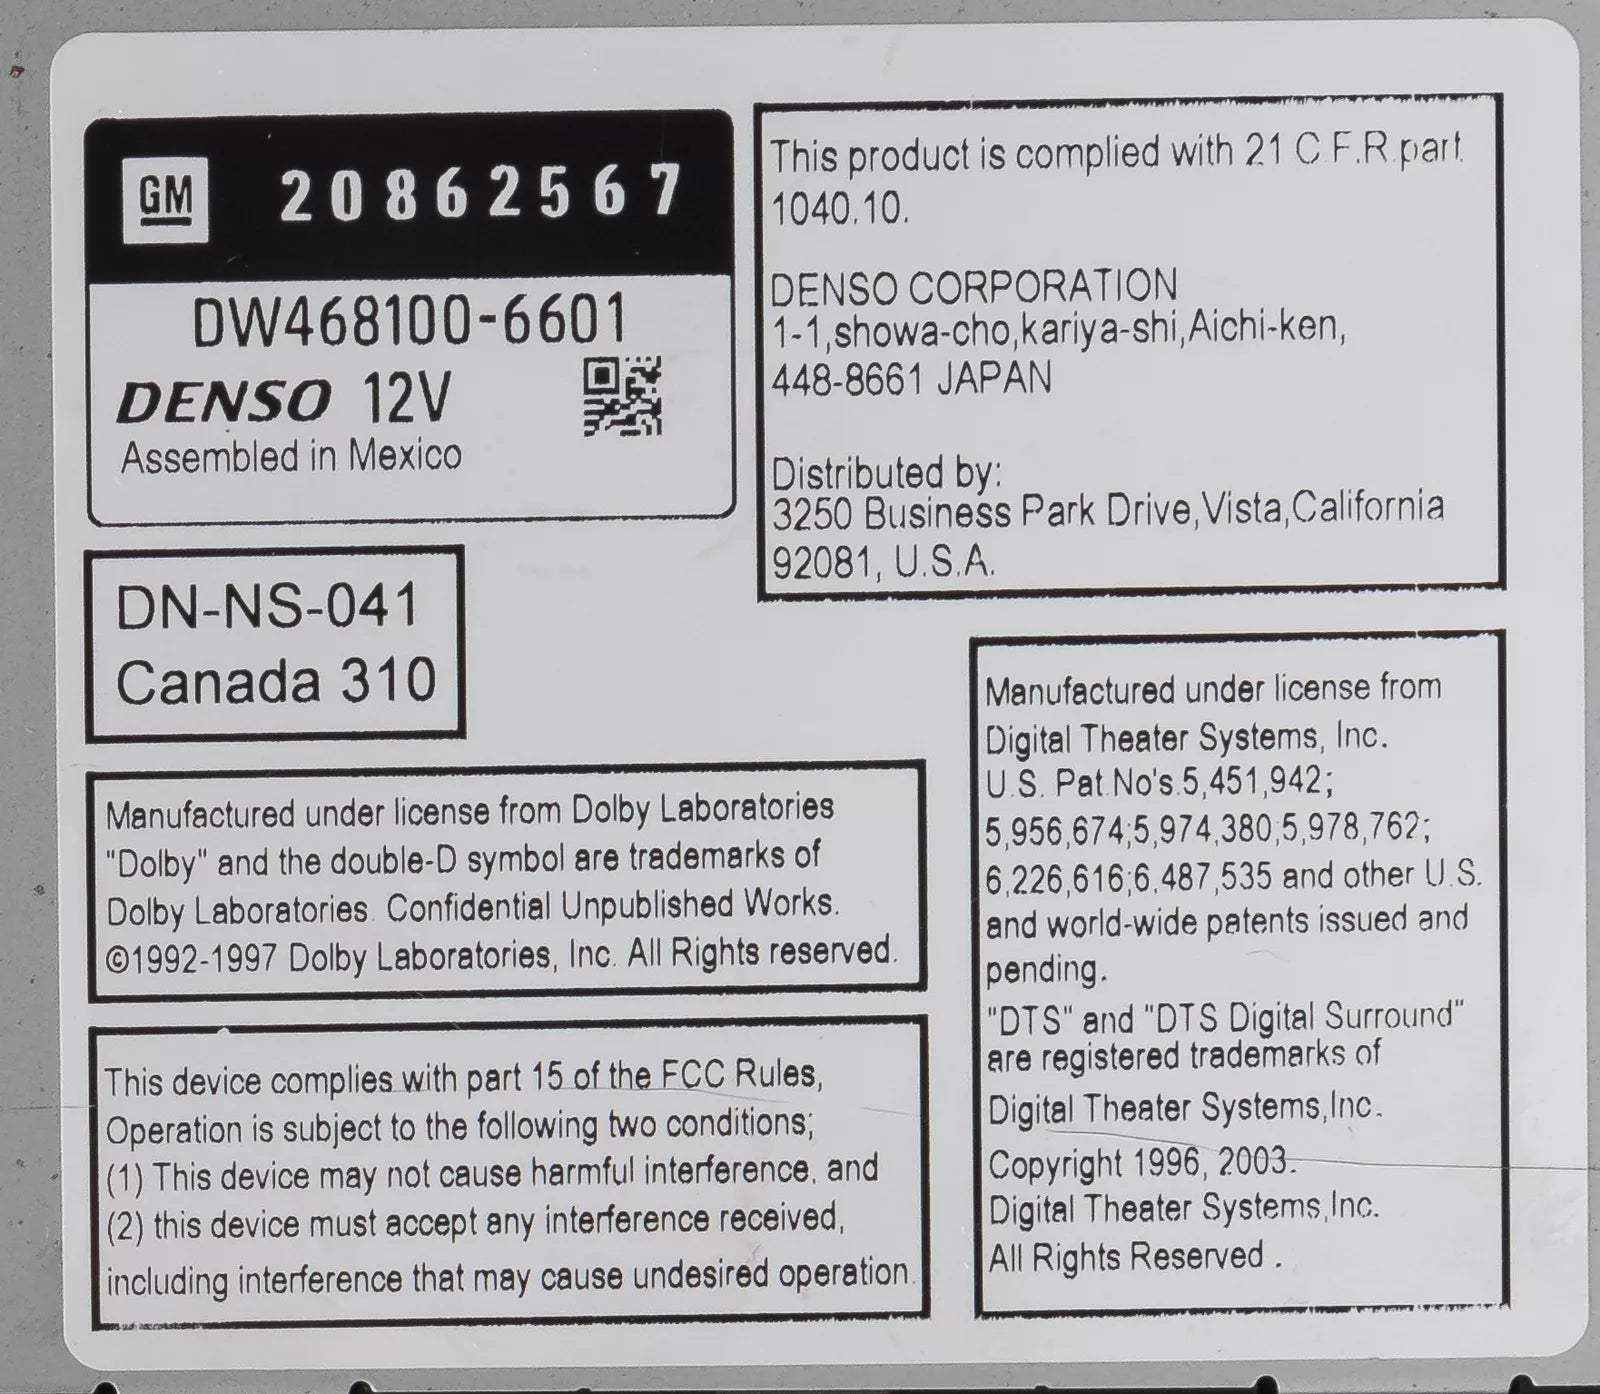 GM 20862567
DW468100-6601
DENSO 12V
Assembled in Mexico
This product is complied with 21 C.F.R.part
1040.10.
DENSO CORPORATION
1-1,showa-cho,kariya-shi,Aichi-ken,
448-8661 JAPAN
Distributed by:
3250 Business Park Drive,Vista,California
92081, U.S.A.
DN-NS-041
Canada 310
Manufactured under license from Dolby Laboratories
"Dolby" and the double-D symbol are trademarks of
Dolby Laboratories. Confidential Unpublished Works.
©1992-1997 Dolby Laboratories, Inc. All Rights reserved.
This device complies with part 15 of the FCC Rules,
Operation is subject to the following two conditions;
(1) This device may not cause harmful interference, and
(2) this device must accept any interference received,
including interference that may cause undesired operation.
Manufactured under license from
Digital Theater Systems, Inc.
U.S. Pat.No's.5,451,942;
5,956,674;5,974,380;5,978,762;
6,226,616;6,487,535 and other U.S.
and world-wide patents issued and
pending.
"DTS" and "DTS Digital Surround"
are registered trademarks of
Digital Theater Systems,Inc.
Copyright 1996, 2003.
Digital Theater Systems,Inc.
All Rights Reserved .